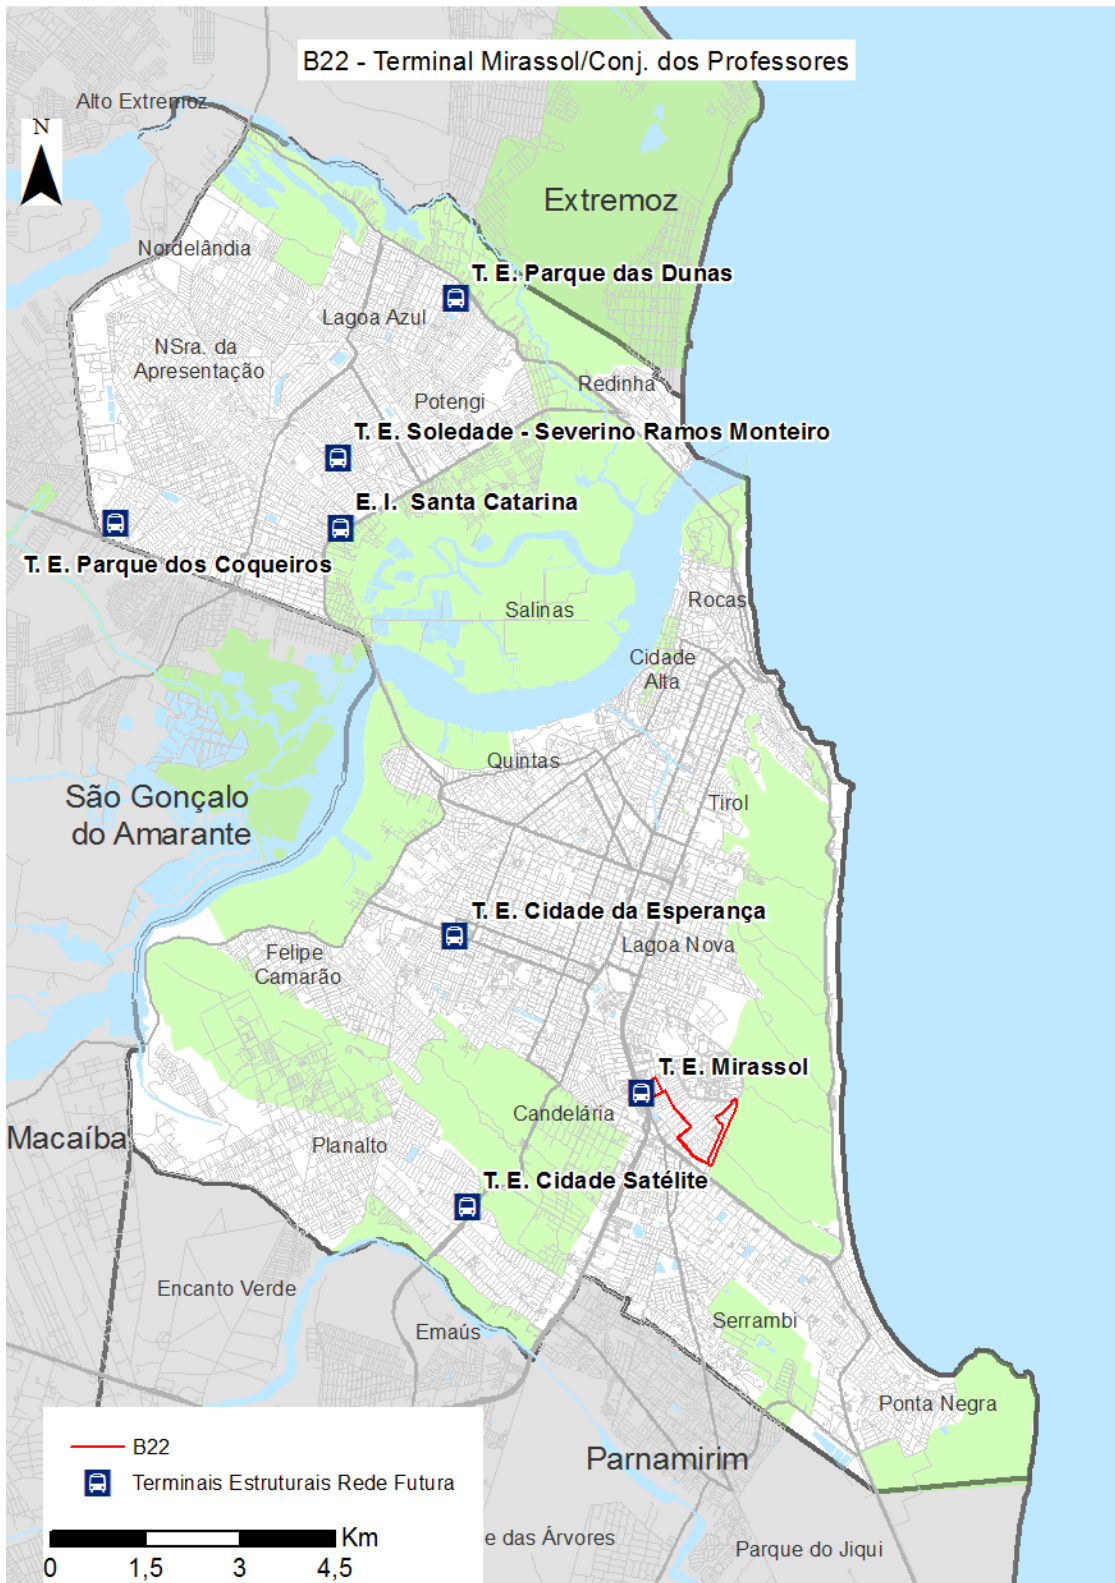 B22 - Terminal Mirassol/Conj. dos Professores
Alto Extremoz
N
Extremoz
Nordelândia
T. E. Parque das Dunas
Lagoa Azul
NSra. da
Apresentação
Redinha
Potengi
T. E. Soledade - Severino Ramos Monteiro
E. I. Santa Catarina
T. E. Parque dos Coqueiros
Rocas
Salinas
Cidade
Alta
Quintas
São Gonçalo
do Amarante
Tirol
T. E. Cidade da Esperança
Lagoa Nova
Felipe
Camarão
T. E. Mirassol
Candelária
Macaíba
Planalto
T. E. Cidade Satélite
Encanto Verde
Serrambi
Emaús
Ponta Negra
B22
Parnamirim
Terminais Estruturais Rede Futura
Km
e das Árvores
Parque do Jiqui
0 1,5 3 4,5